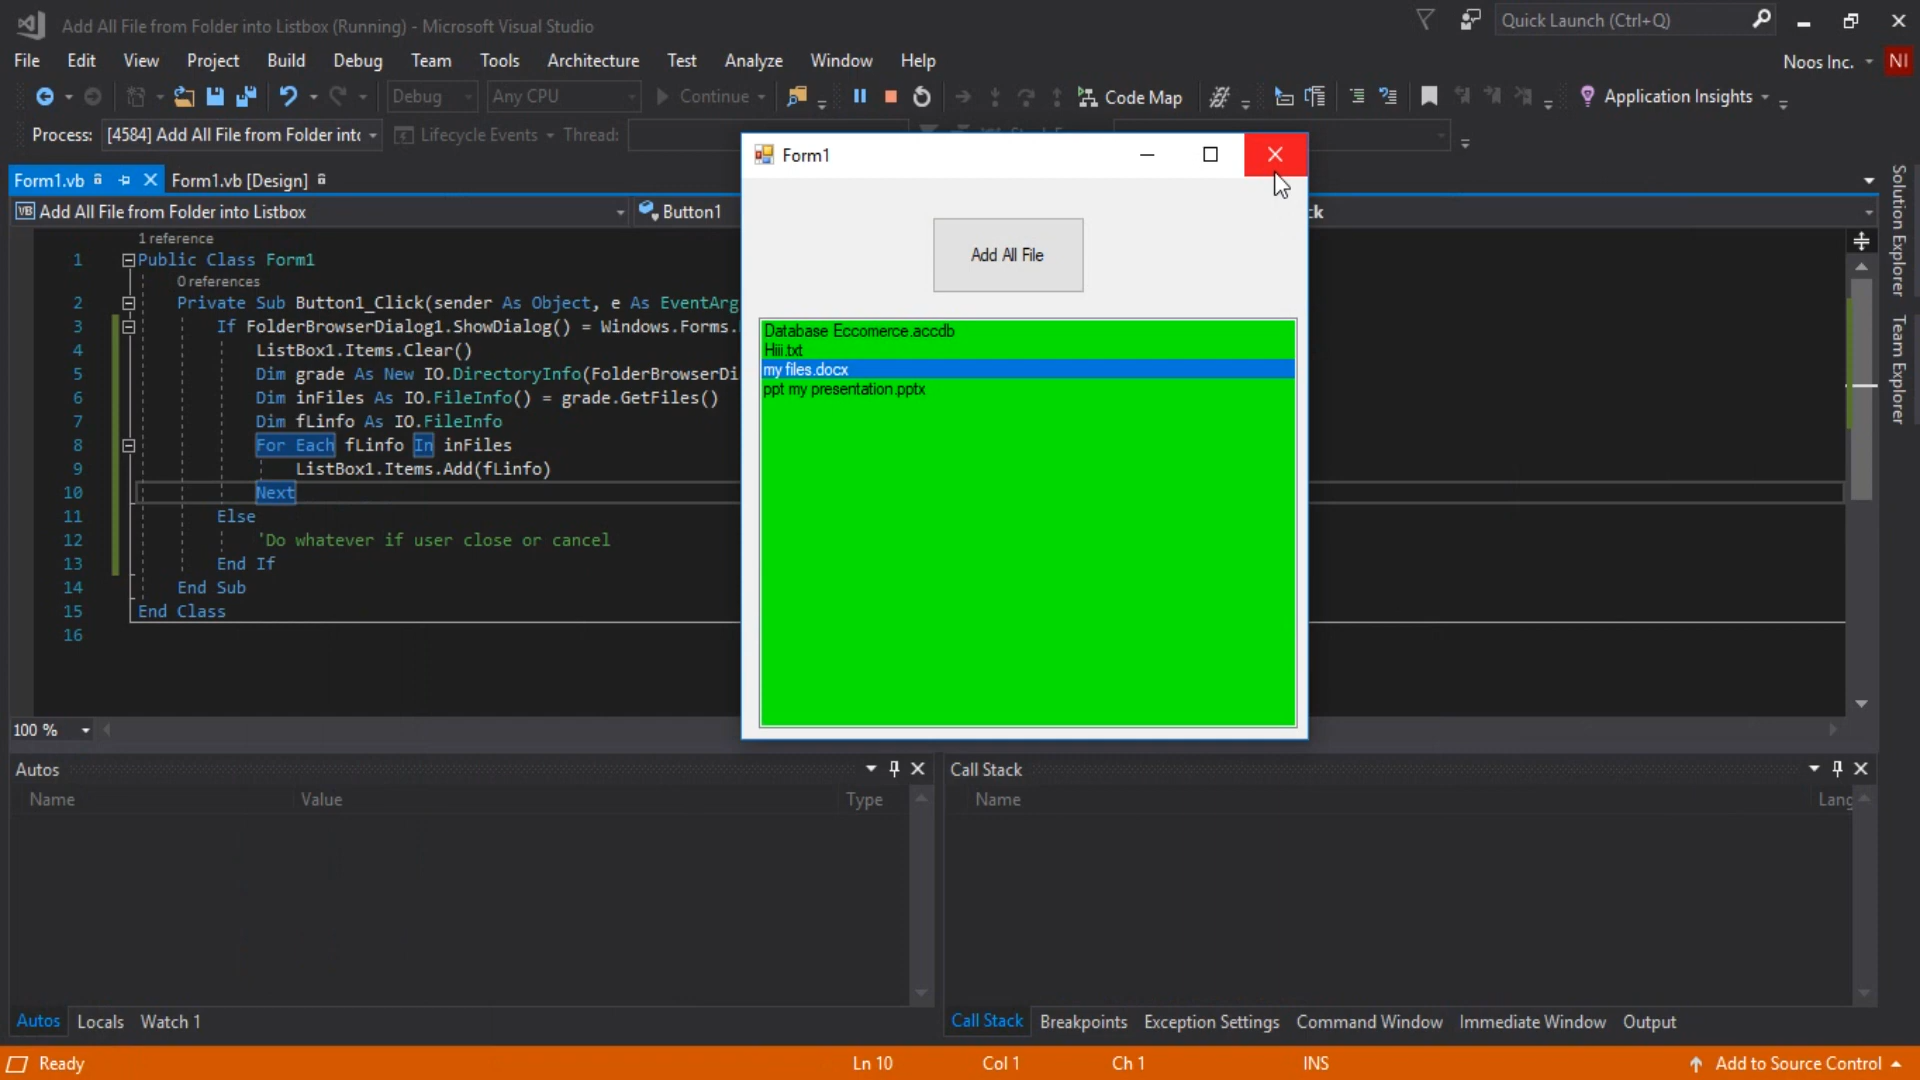 Add All File from Folder into Listbox (Running) - Microsoft Visual Studio
Quick Launch (Ctrl+Q)
File Edit View Project Build Debug Team Tools Architecture Test Analyze Window Help
Noos Inc. NI
Debug Any CPU Continue Code Map Application Insights
Process: [4584] Add All File from Folder into Lifecycle Events Thread:
Form1.vb Form1.vb [Design]
VB Add All File from Folder into Listbox Button1
1 reference
1 Public Class Form1
0 references
2 Private Sub Button1_Click(sender As Object, e As EventArg
3 If FolderBrowserDialog1.ShowDialog() = Windows.Forms.
4 ListBox1.Items.Clear()
5 Dim grade As New IO.DirectoryInfo(FolderBrowserDi
6 Dim inFiles As IO.FileInfo() = grade.GetFiles()
7 Dim fLinfo As IO.FileInfo
8 For Each fLinfo In inFiles
9 ListBox1.Items.Add(fLinfo)
10 Next
11 Else
12 'Do whatever if user close or cancel
13 End If
14 End Sub
15 End Class
16
100 %
Form1
Add All File
Database Eccomerce.accdb
Hiii.txt
my files.docx
ppt my presentation.pptx
Solution Explorer
Team Explorer
Autos
Name Value Type
Autos Locals Watch 1
Call Stack
Name Lang
Call Stack Breakpoints Exception Settings Command Window Immediate Window Output
Ready Ln 10 Col 1 Ch 1 INS Add to Source Control